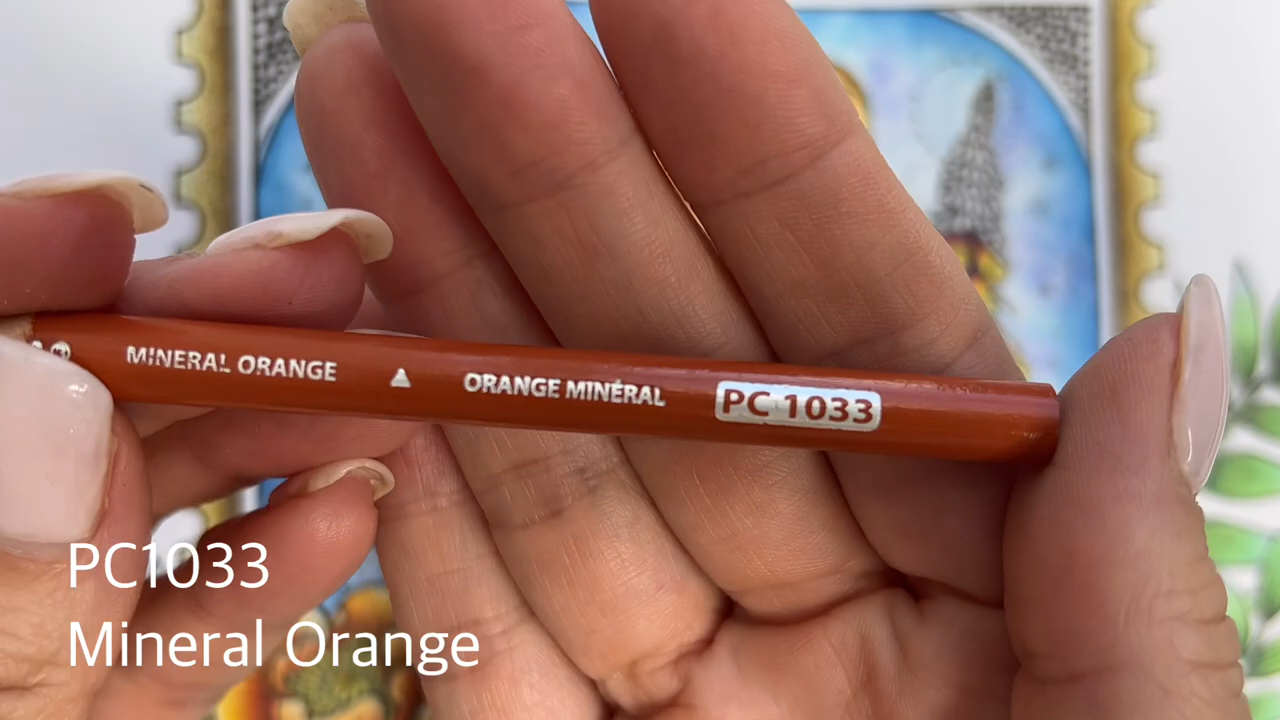 MINERAL ORANGE ▲ ORANGE MINÉRAL PC 1033
PC1033
Mineral Orange